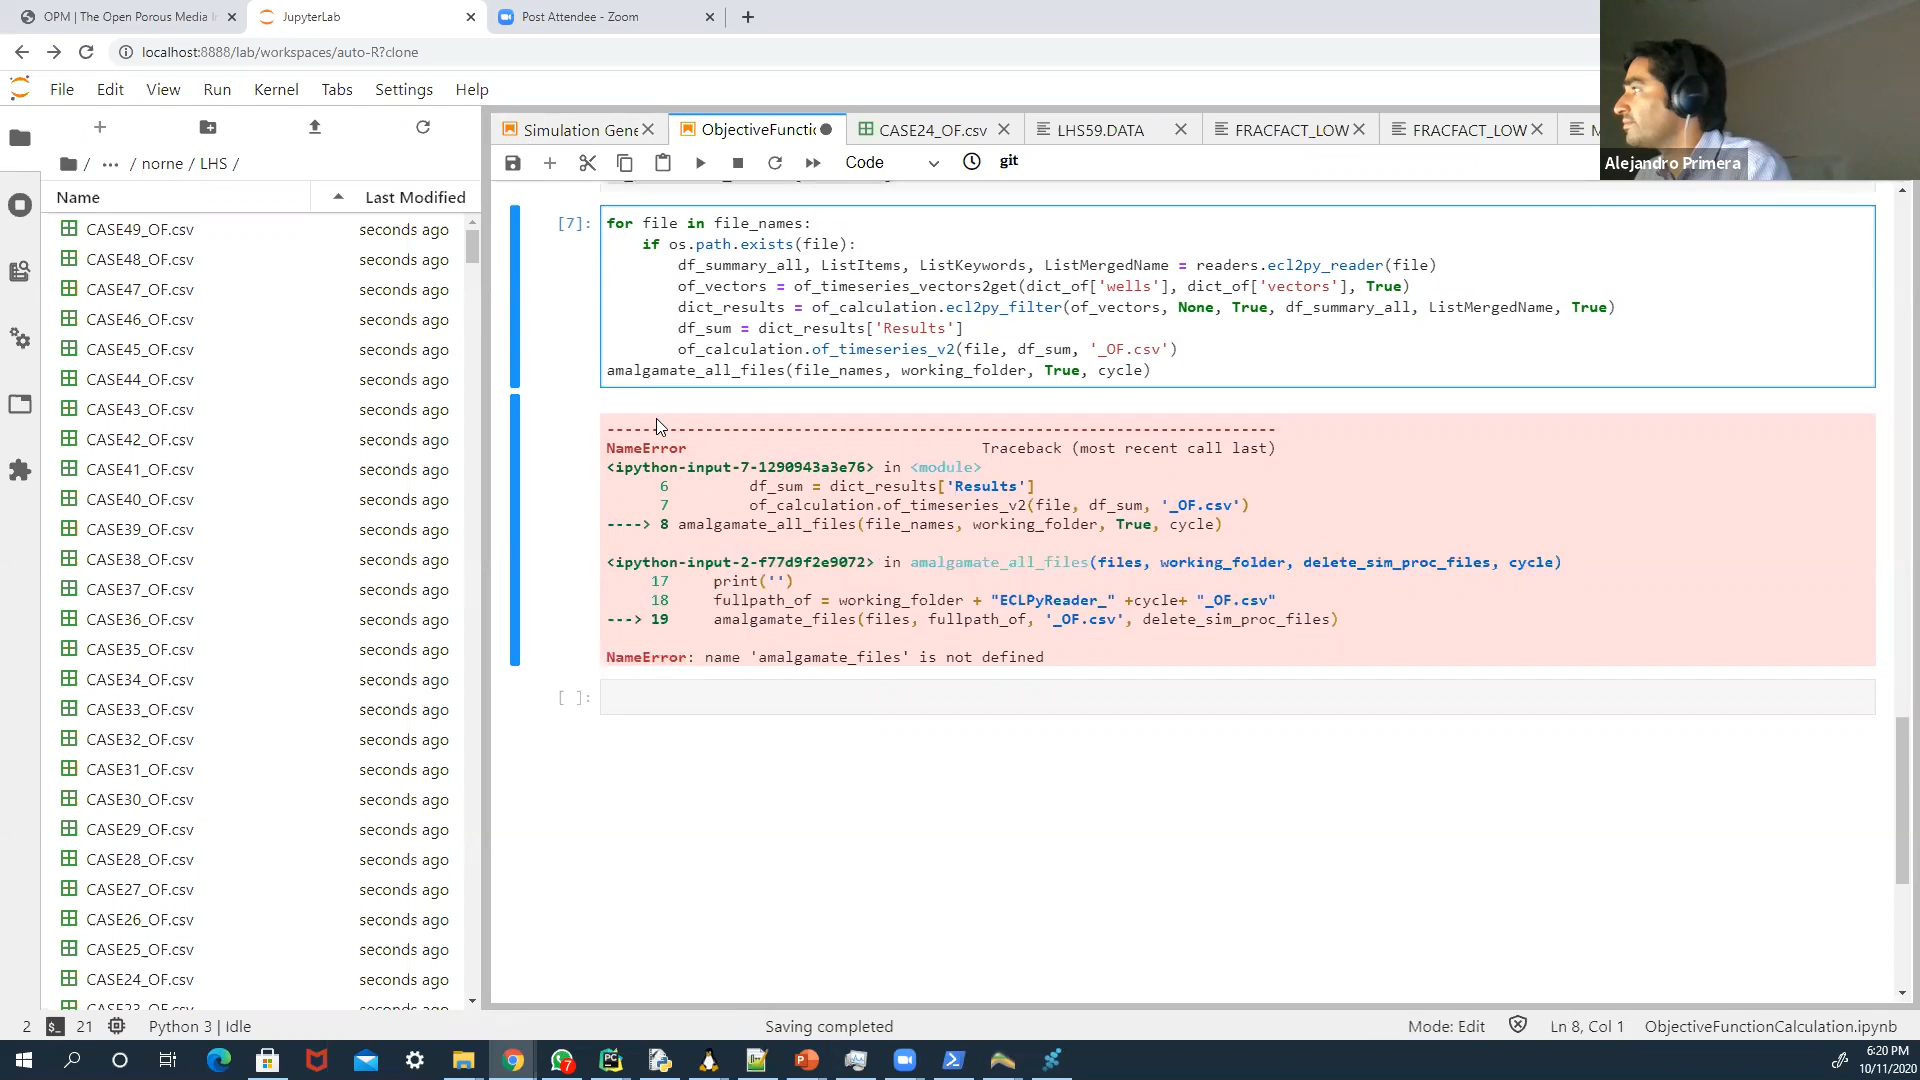 OPM | The Open Porous Media In
JupyterLab
Post Attendee - Zoom
localhost:8888/lab/workspaces/auto-R?clone
File Edit View Run Kernel Tabs Settings Help
/ ... / norne / LHS /
Name Last Modified
CASE49_OF.csv seconds ago
CASE48_OF.csv seconds ago
CASE47_OF.csv seconds ago
CASE46_OF.csv seconds ago
CASE45_OF.csv seconds ago
CASE44_OF.csv seconds ago
CASE43_OF.csv seconds ago
CASE42_OF.csv seconds ago
CASE41_OF.csv seconds ago
CASE40_OF.csv seconds ago
CASE39_OF.csv seconds ago
CASE38_OF.csv seconds ago
CASE37_OF.csv seconds ago
CASE36_OF.csv seconds ago
CASE35_OF.csv seconds ago
CASE34_OF.csv seconds ago
CASE33_OF.csv seconds ago
CASE32_OF.csv seconds ago
CASE31_OF.csv seconds ago
CASE30_OF.csv seconds ago
CASE29_OF.csv seconds ago
CASE28_OF.csv seconds ago
CASE27_OF.csv seconds ago
CASE26_OF.csv seconds ago
CASE25_OF.csv seconds ago
CASE24_OF.csv seconds ago
CASE23_OF.csv seconds ago
Simulation Gene ObjectiveFuncti CASE24_OF.csv LHS59.DATA FRACFACT_LOW FRACFACT_LOW M
Code git
Alejandro Primera
[7]: for file in file_names:
if os.path.exists(file):
df_summary_all, ListItems, ListKeywords, ListMergedName = readers.ecl2py_reader(file)
of_vectors = of_timeseries_vectors2get(dict_of['wells'], dict_of['vectors'], True)
dict_results = of_calculation.ecl2py_filter(of_vectors, None, True, df_summary_all, ListMergedName, True)
df_sum = dict_results['Results']
of_calculation.of_timeseries_v2(file, df_sum, '_OF.csv')
amalgamate_all_files(file_names, working_folder, True, cycle)
---------------------------------------------------------------------------
NameError Traceback (most recent call last)
<ipython-input-7-1290943a3e76> in <module>
6 df_sum = dict_results['Results']
7 of_calculation.of_timeseries_v2(file, df_sum, '_OF.csv')
----> 8 amalgamate_all_files(file_names, working_folder, True, cycle)
<ipython-input-2-f77d9f2e9072> in amalgamate_all_files(files, working_folder, delete_sim_proc_files, cycle)
17 print('')
18 fullpath_of = working_folder + "ECLPyReader_" +cycle+ "_OF.csv"
---> 19 amalgamate_files(files, fullpath_of, '_OF.csv', delete_sim_proc_files)
NameError: name 'amalgamate_files' is not defined
[ ]:
2 21 Python 3 | Idle Saving completed Mode: Edit Ln 8, Col 1 ObjectiveFunctionCalculation.ipynb
6:20 PM
10/11/2020